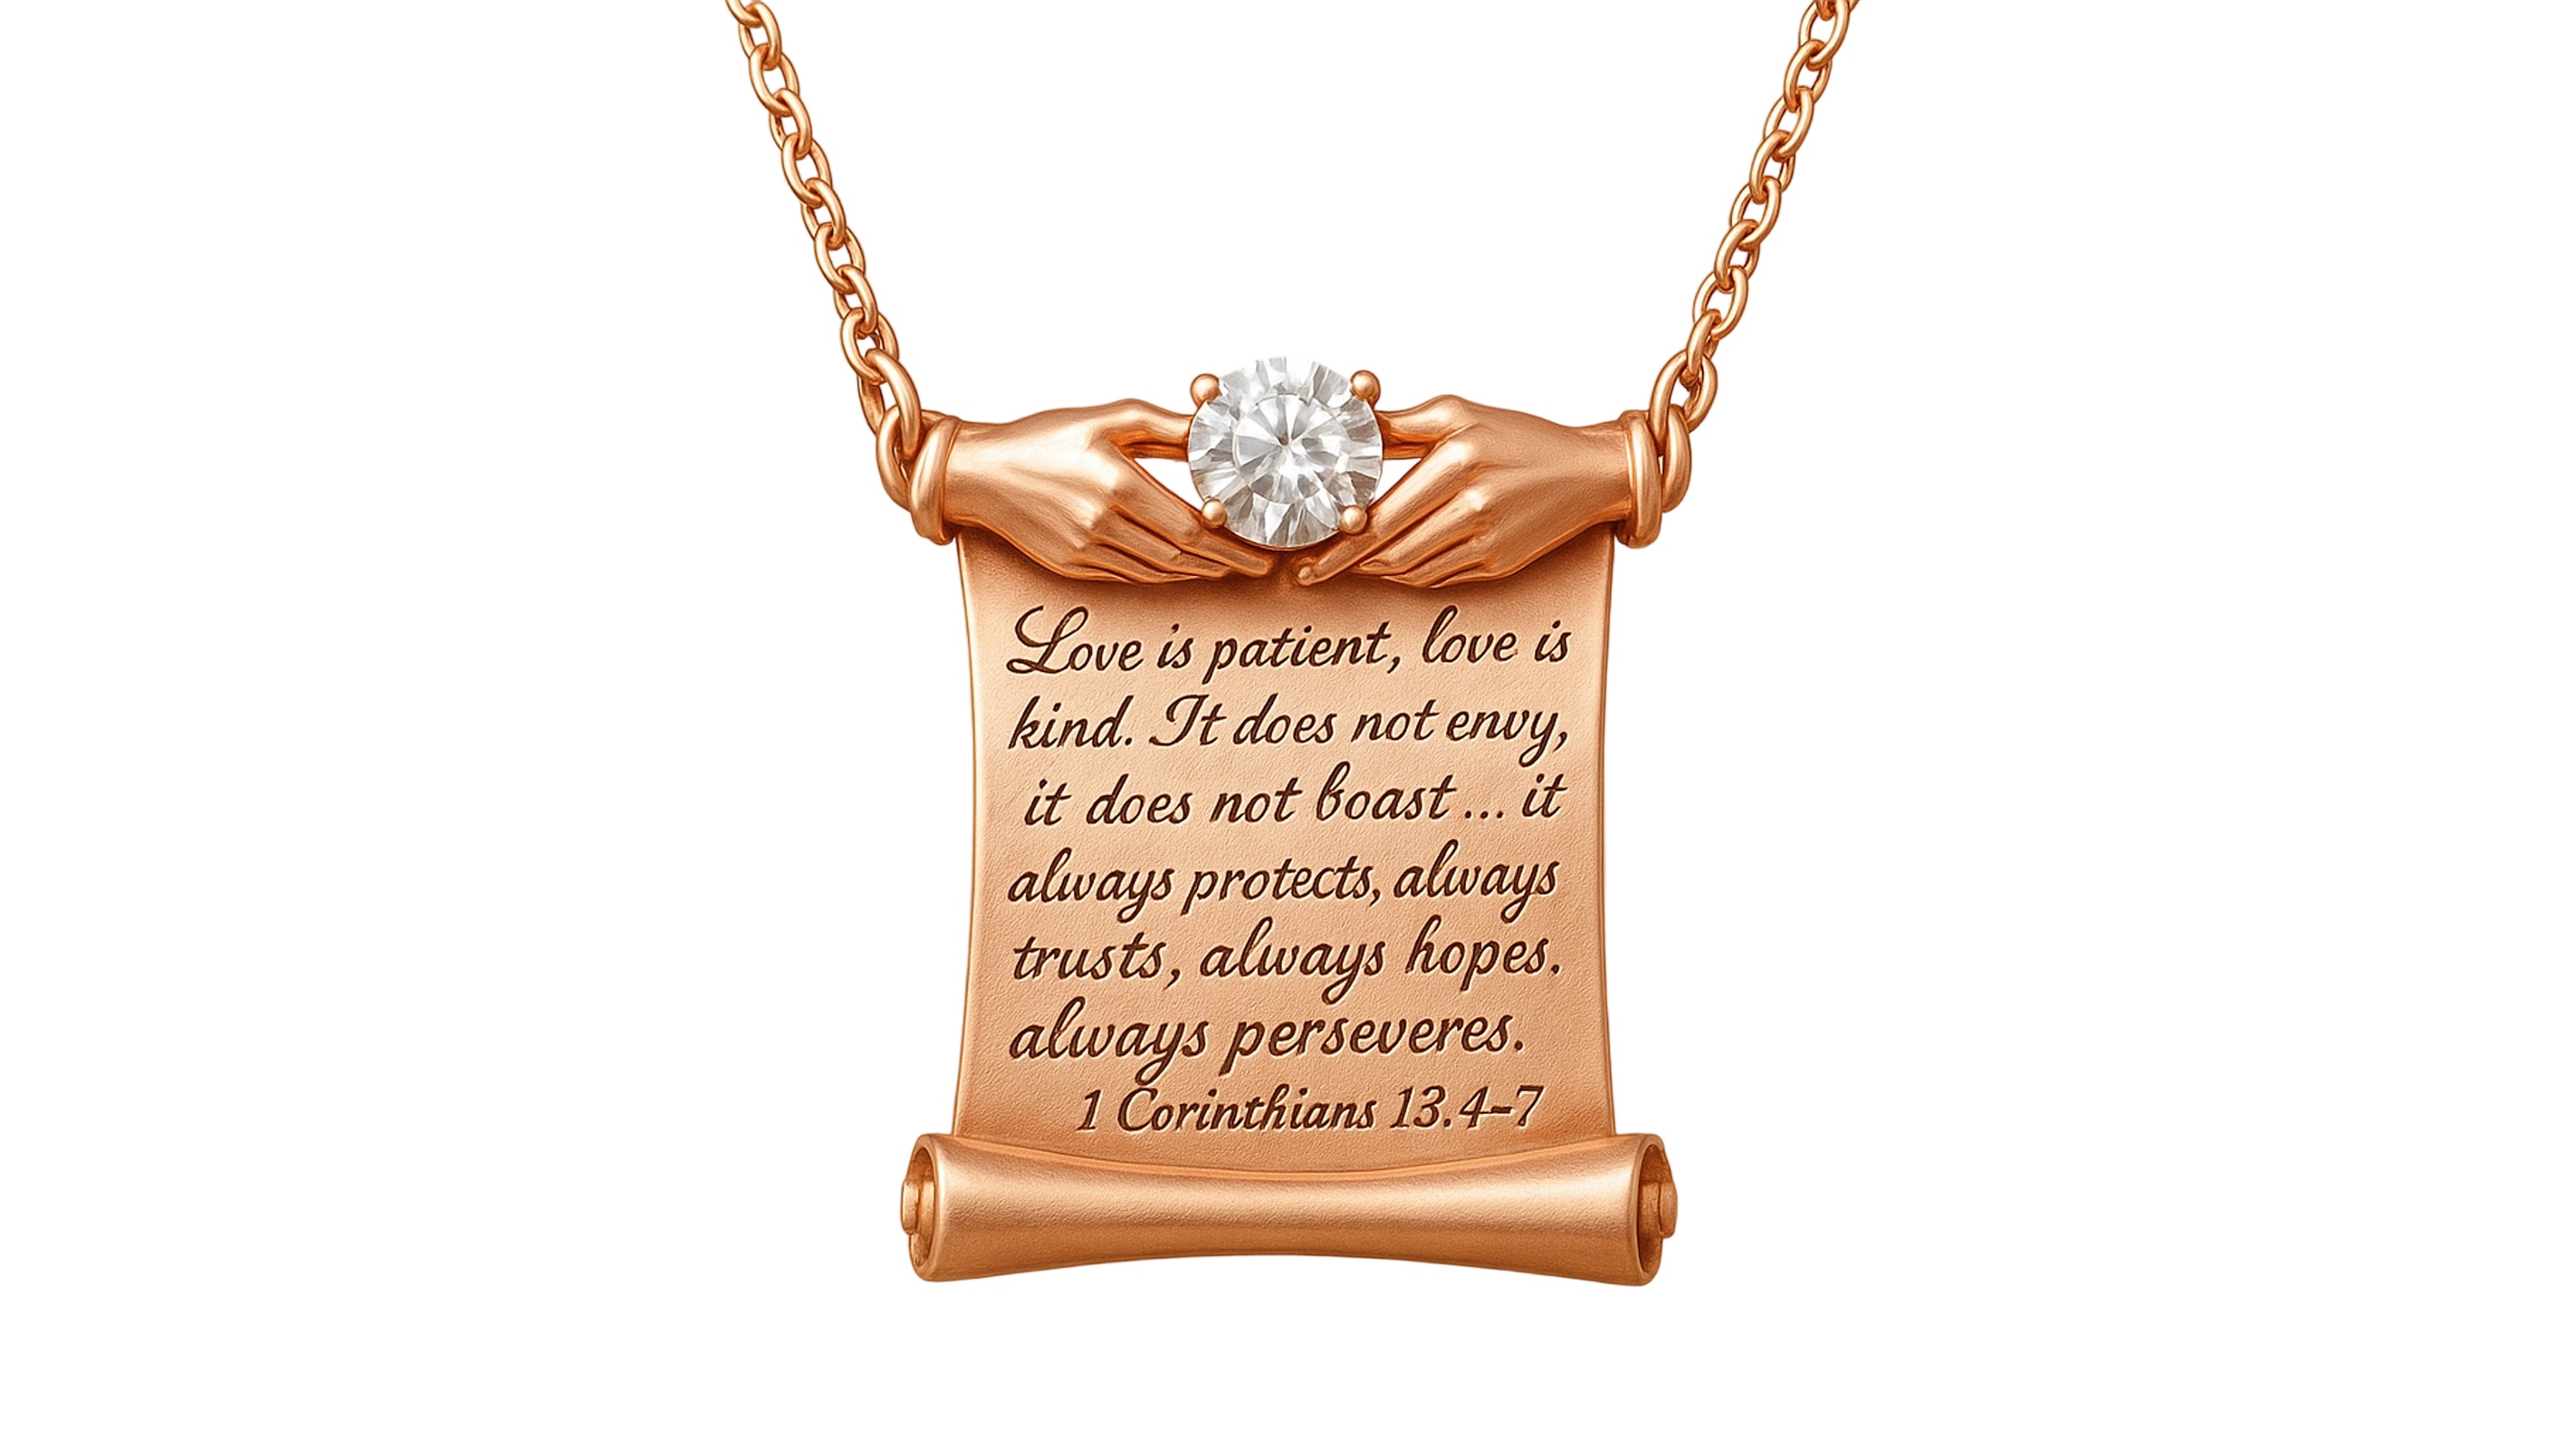 Love is patient, love is
kind. It does not envy,
it does not boast... it
always protects, always
trusts, always hopes.
always perseveres.
1 Corinthians 13.4–7